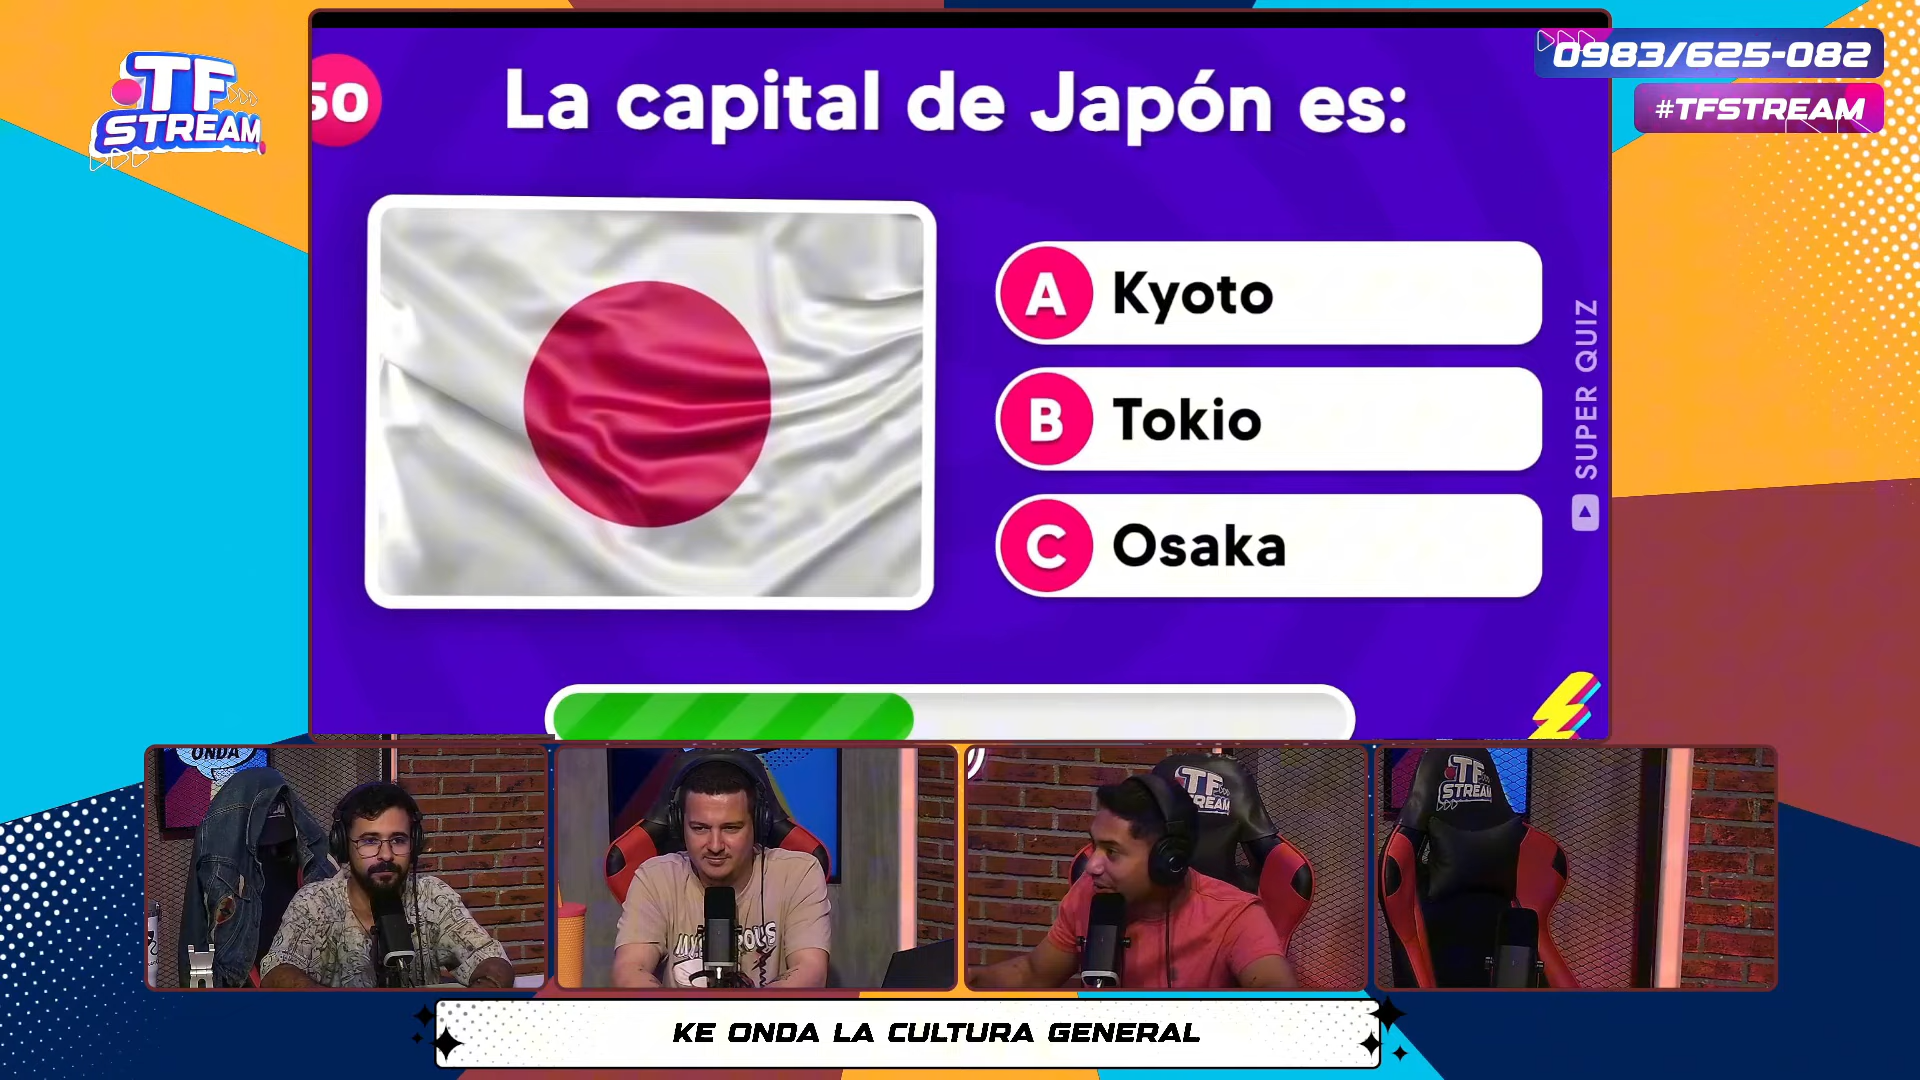 TF
STREAM
50
La capital de Japón es:
0983/625-082
#TFSTREAM
A Kyoto
B Tokio
C Osaka
SUPER QUIZ
ONDA
TF
STREAM
TF
STREAM
KE ONDA LA CULTURA GENERAL